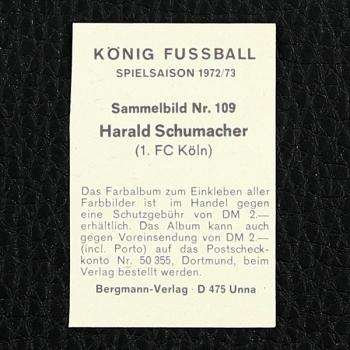 KÖNIG FUSSBALL
SPIELSAISON 1972/73
Sammelbild Nr. 109
Harald Schumacher
(1. FC Köln)
Das Farbalbum zum Einkleben aller
Farbbilder ist im Handel gegen
eine Schutzgebühr von DM 2.—
erhältlich. Das Album kann auch
gegen Voreinsendung von DM 2.—
(incl. Porto) auf das Postscheck-
konto Nr. 50 355, Dortmund, beim
Verlag bestellt werden.
Bergmann-Verlag · D 475 Unna